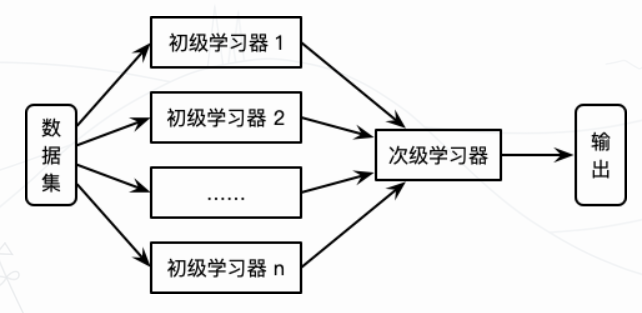 数据集
初级学习器 1
初级学习器 2
......
初级学习器 n
次级学习器
输出